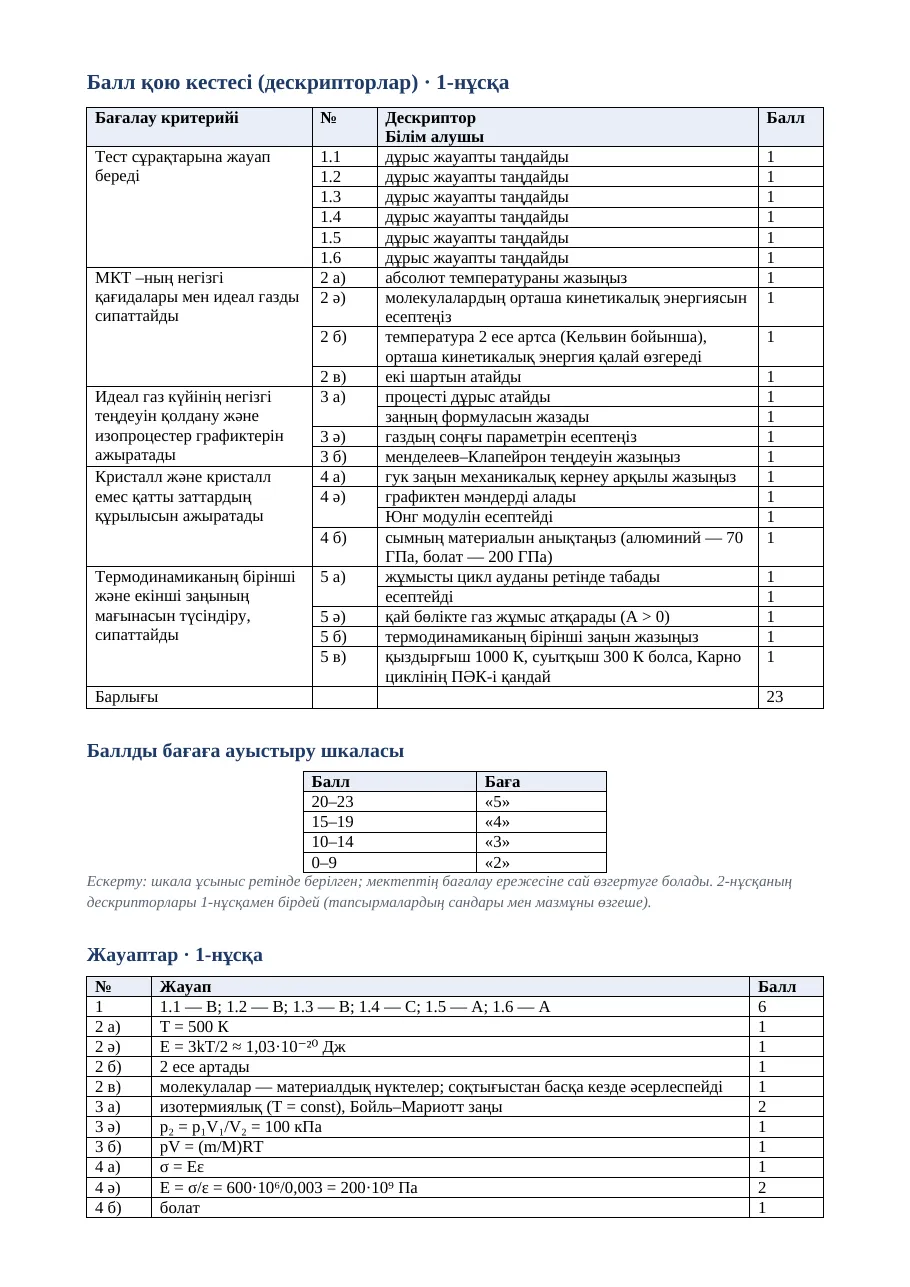 Балл қою кестесі (дескрипторлар) · 1-нұсқа
Бағалау критерийі № Дескриптор Балл
Білім алушы
Тест сұрақтарына жауап 1.1 дұрыс жауапты таңдайды 1
береді 1.2 дұрыс жауапты таңдайды 1
1.3 дұрыс жауапты таңдайды 1
1.4 дұрыс жауапты таңдайды 1
1.5 дұрыс жауапты таңдайды 1
1.6 дұрыс жауапты таңдайды 1
МКТ –ның негізгі 2 а) абсолют температураны жазыңыз 1
қағидалары мен идеал газды 2 ә) молекулалардың орташа кинетикалық энергиясын 1
сипаттайды есептеңіз
2 б) температура 2 есе артса (Кельвин бойынша), 1
орташа кинетикалық энергия қалай өзгереді
2 в) екі шартын атайды 1
Идеал газ күйінің негізгі 3 а) процесті дұрыс атайды 1
теңдеуін қолдану және заңның формуласын жазады 1
изопроцестер графиктерін 3 ә) газдың соңғы параметрін есептеңіз 1
ажыратады 3 б) менделеев–Клапейрон теңдеуін жазыңыз 1
Кристалл және кристалл 4 а) гук заңын механикалық кернеу арқылы жазыңыз 1
емес қатты заттардың 4 ә) графиктен мәндерді алады 1
құрылысын ажыратады Юнг модулін есептейді 1
4 б) сымның материалын анықтаңыз (алюминий — 70 1
ГПа, болат — 200 ГПа)
Термодинамиканың бірінші 5 а) жұмысты цикл ауданы ретінде табады 1
және екінші заңының есептейді 1
мағынасын түсіндіру, 5 ә) қай бөлікте газ жұмыс атқарады (A > 0) 1
сипаттайды 5 б) термодинамиканың бірінші заңын жазыңыз 1
5 в) қыздырғыш 1000 К, суытқыш 300 К болса, Карно 1
циклінің ПӘК-і қандай
Барлығы 23
Баллды бағаға ауыстыру шкаласы
Балл Баға
20–23 «5»
15–19 «4»
10–14 «3»
0–9 «2»
Ескерту: шкала ұсыныс ретінде берілген; мектептің бағалау ережесіне сай өзгертуге болады. 2-нұсқаның
дескрипторлары 1-нұсқамен бірдей (тапсырмалардың сандары мен мазмұны өзгеше).
Жауаптар · 1-нұсқа
№ Жауап Балл
1 1.1 — B; 1.2 — B; 1.3 — B; 1.4 — C; 1.5 — A; 1.6 — A 6
2 а) T = 500 К 1
2 ә) E = 3kT/2 ≈ 1,03·10⁻²⁰ Дж 1
2 б) 2 есе артады 1
2 в) молекулалар — материалдық нүктелер; соқтығыстан басқа кезде әсерлеспейді 1
3 а) изотермиялық (T = const), Бойль–Мариотт заңы 2
3 ә) p₂ = p₁V₁/V₂ = 100 кПа 1
3 б) pV = (m/M)RT 1
4 а) σ = Eε 1
4 ә) E = σ/ε = 600·10⁶/0,003 = 200·10⁹ Па 2
4 б) болат 1